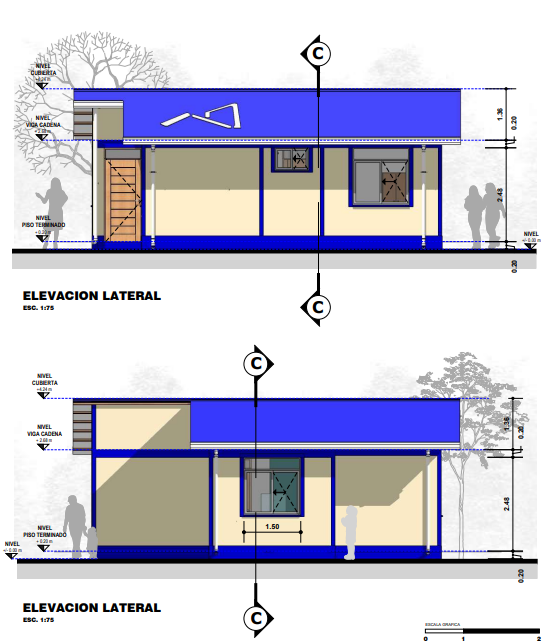 C
NIVEL
CUBIERTA
NIVEL
VIGA CADENA
NIVEL
PISO TERMINADO
+ 0.20 m
NIVEL
+/- 0.00 m
1.36
0.20
2.48
0.20
C
ELEVACION LATERAL
ESC. 1:75
C
NIVEL
CUBIERTA
+4.24 m
NIVEL
VIGA CADENA
+ 2.68 m
NIVEL
PISO TERMINADO
+ 0.20 m
NIVEL
+/- 0.00 m
1.50
1.36
0.20
2.48
0.20
C
ELEVACION LATERAL
ESC. 1:75
ESCALA GRAFICA
0 1 2